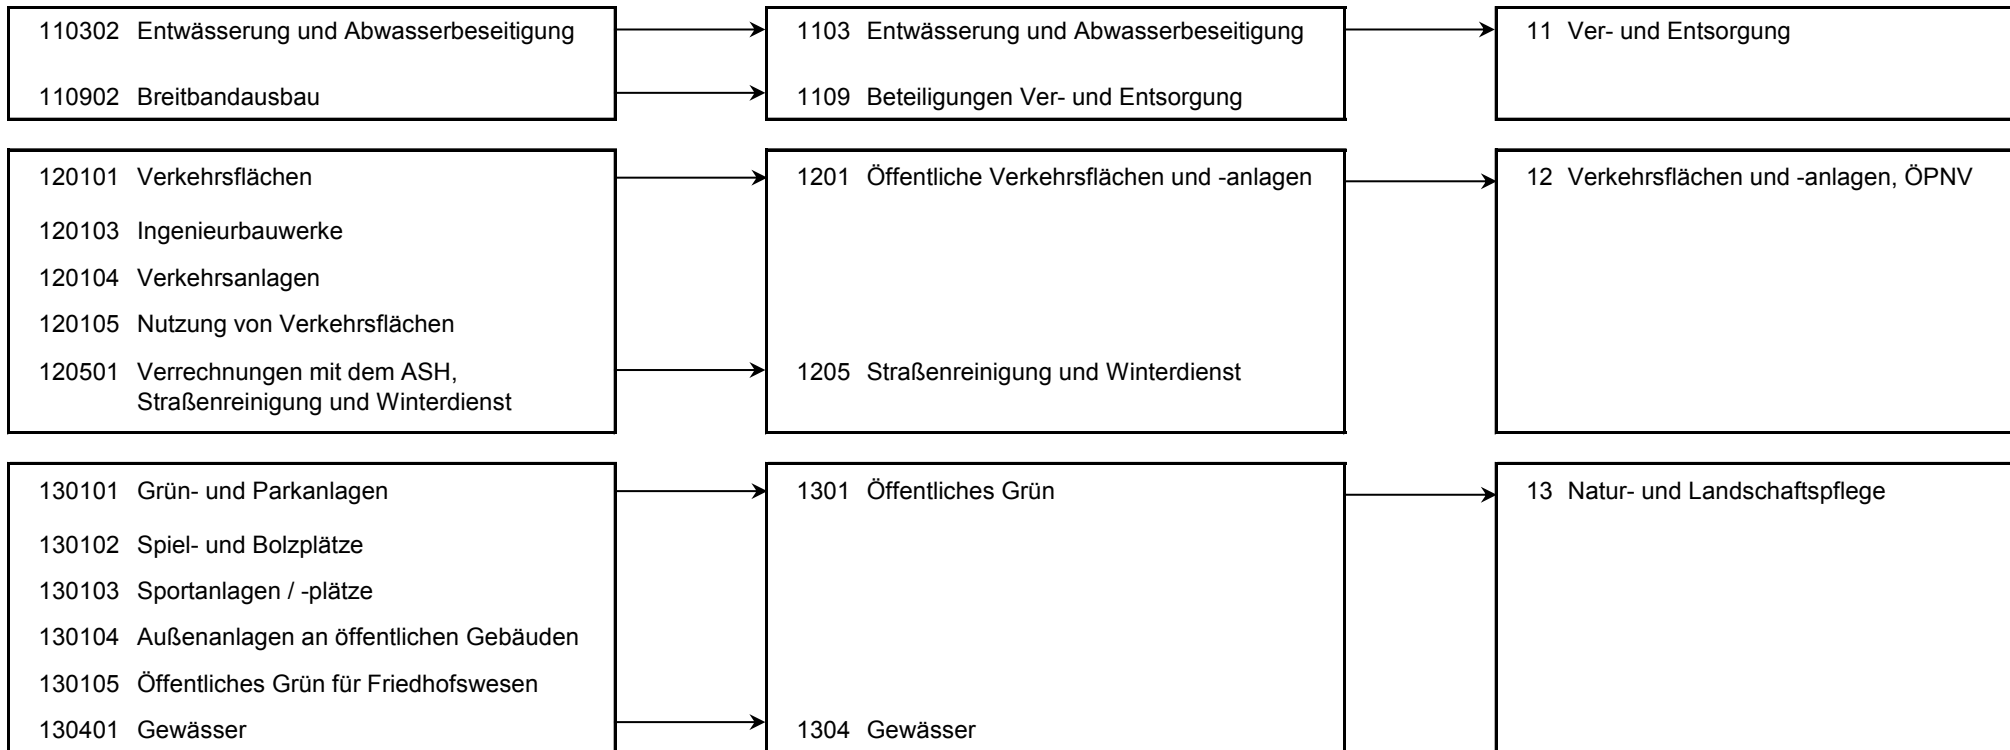 110302 Entwässerung und Abwasserbeseitigung 1103 Entwässerung und Abwasserbeseitigung 11 Ver- und Entsorgung
110902 Breitbandausbau 1109 Beteiligungen Ver- und Entsorgung
120101 Verkehrsflächen 1201 Öffentliche Verkehrsflächen und -anlagen 12 Verkehrsflächen und -anlagen, ÖPNV
120103 Ingenieurbauwerke
120104 Verkehrsanlagen
120105 Nutzung von Verkehrsflächen
120501 Verrechnungen mit dem ASH, 1205 Straßenreinigung und Winterdienst
Straßenreinigung und Winterdienst
130101 Grün- und Parkanlagen 1301 Öffentliches Grün 13 Natur- und Landschaftspflege
130102 Spiel- und Bolzplätze
130103 Sportanlagen / -plätze
130104 Außenanlagen an öffentlichen Gebäuden
130105 Öffentliches Grün für Friedhofswesen
130401 Gewässer 1304 Gewässer